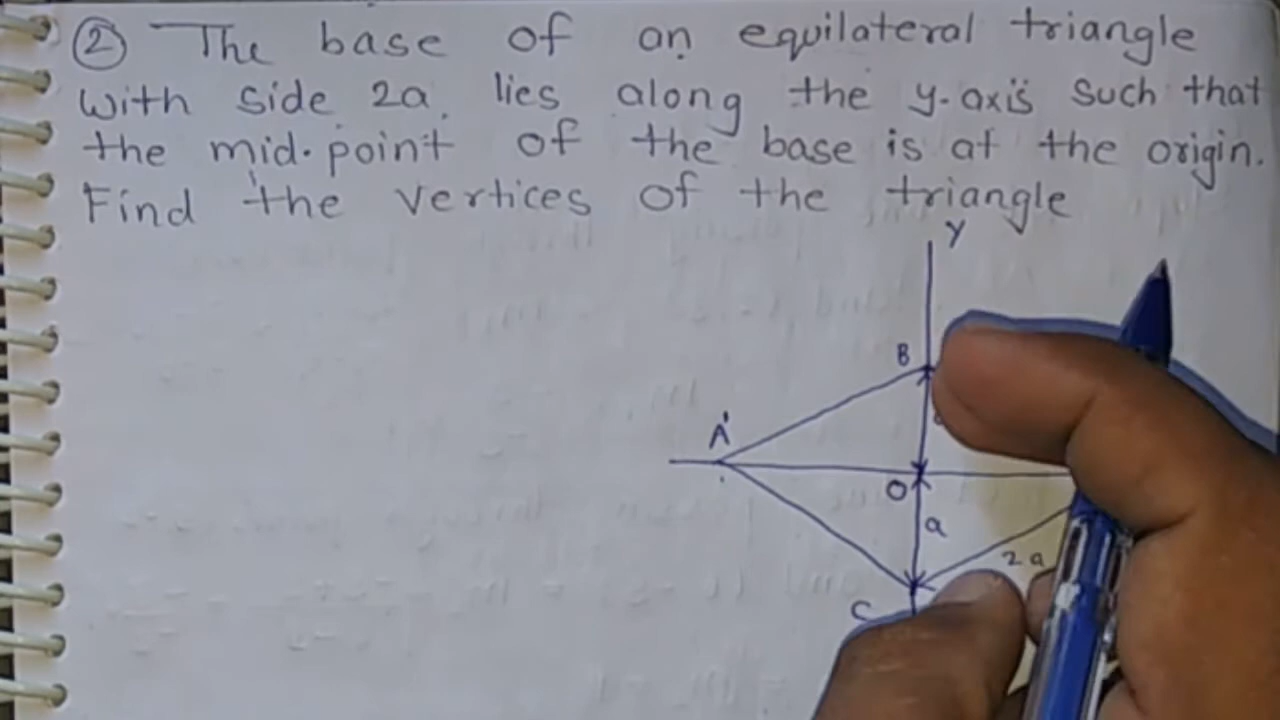 ② The base of an equilateral triangle
with side 2a lies along the y-axis such that
the mid-point of the base is at the origin.
Find the vertices of the triangle
Y
B
A'
O
a
2a
C